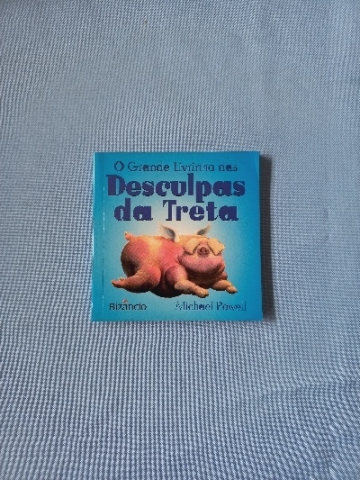 O Grande Livrinho das
Desculpas
da Treta
Bizâncio
Michael Powell